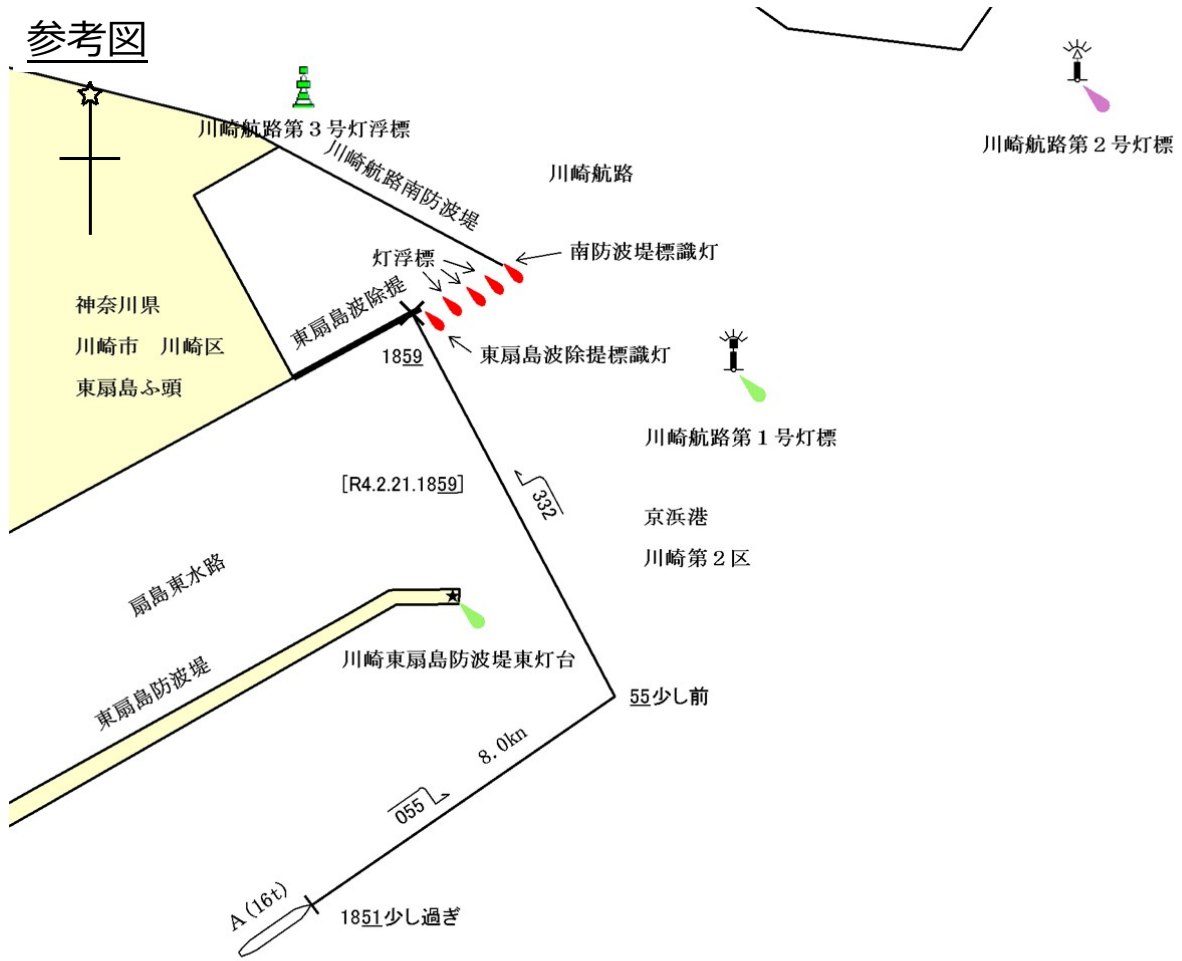 参考図
川崎航路第３号灯浮標
川崎航路第２号灯標
川崎航路南防波堤
川崎航路
南防波堤標識灯
灯浮標
東扇島波除提
神奈川県
川崎市　川崎区
東扇島ふ頭
1859
東扇島波除提標識灯
川崎航路第１号灯標
[R4.2.21.1859]
332
京浜港
川崎第２区
扇島東水路
川崎東扇島防波堤東灯台
東扇島防波堤
55少し前
8.0kn
055
A(16t)
1851少し過ぎ